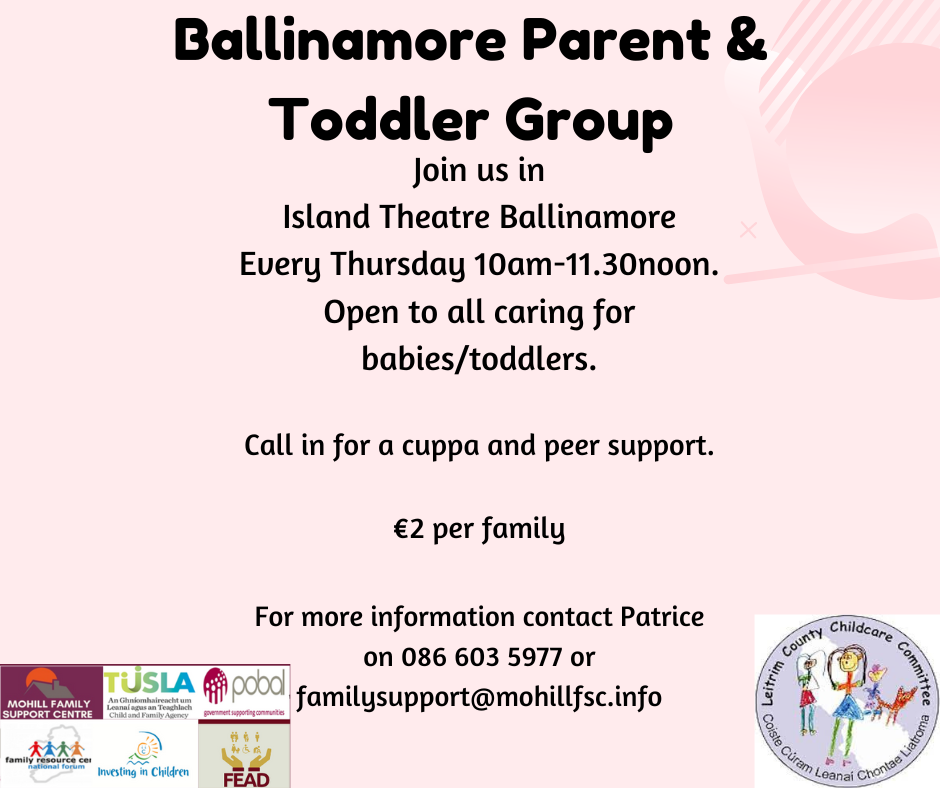 Ballinamore Parent &
Toddler Group
Join us in
Island Theatre Ballinamore
Every Thursday 10am-11.30noon.
Open to all caring for
babies/toddlers.
Call in for a cuppa and peer support.
€2 per family
For more information contact Patrice
on 086 603 5977 or
familysupport@mohillfsc.info
MOHILL FAMILY
SUPPORT CENTRE
TUSLA
An Ghníomhaireacht um
Leanaí agus an Teaghlach
Child and Family Agency
pobal
government supporting communities
family resource cer
national forum
Investing in Children
FEAD
Leitrim County Childcare Committee
Coisle Cúram Leanaí Chontae Liatroma